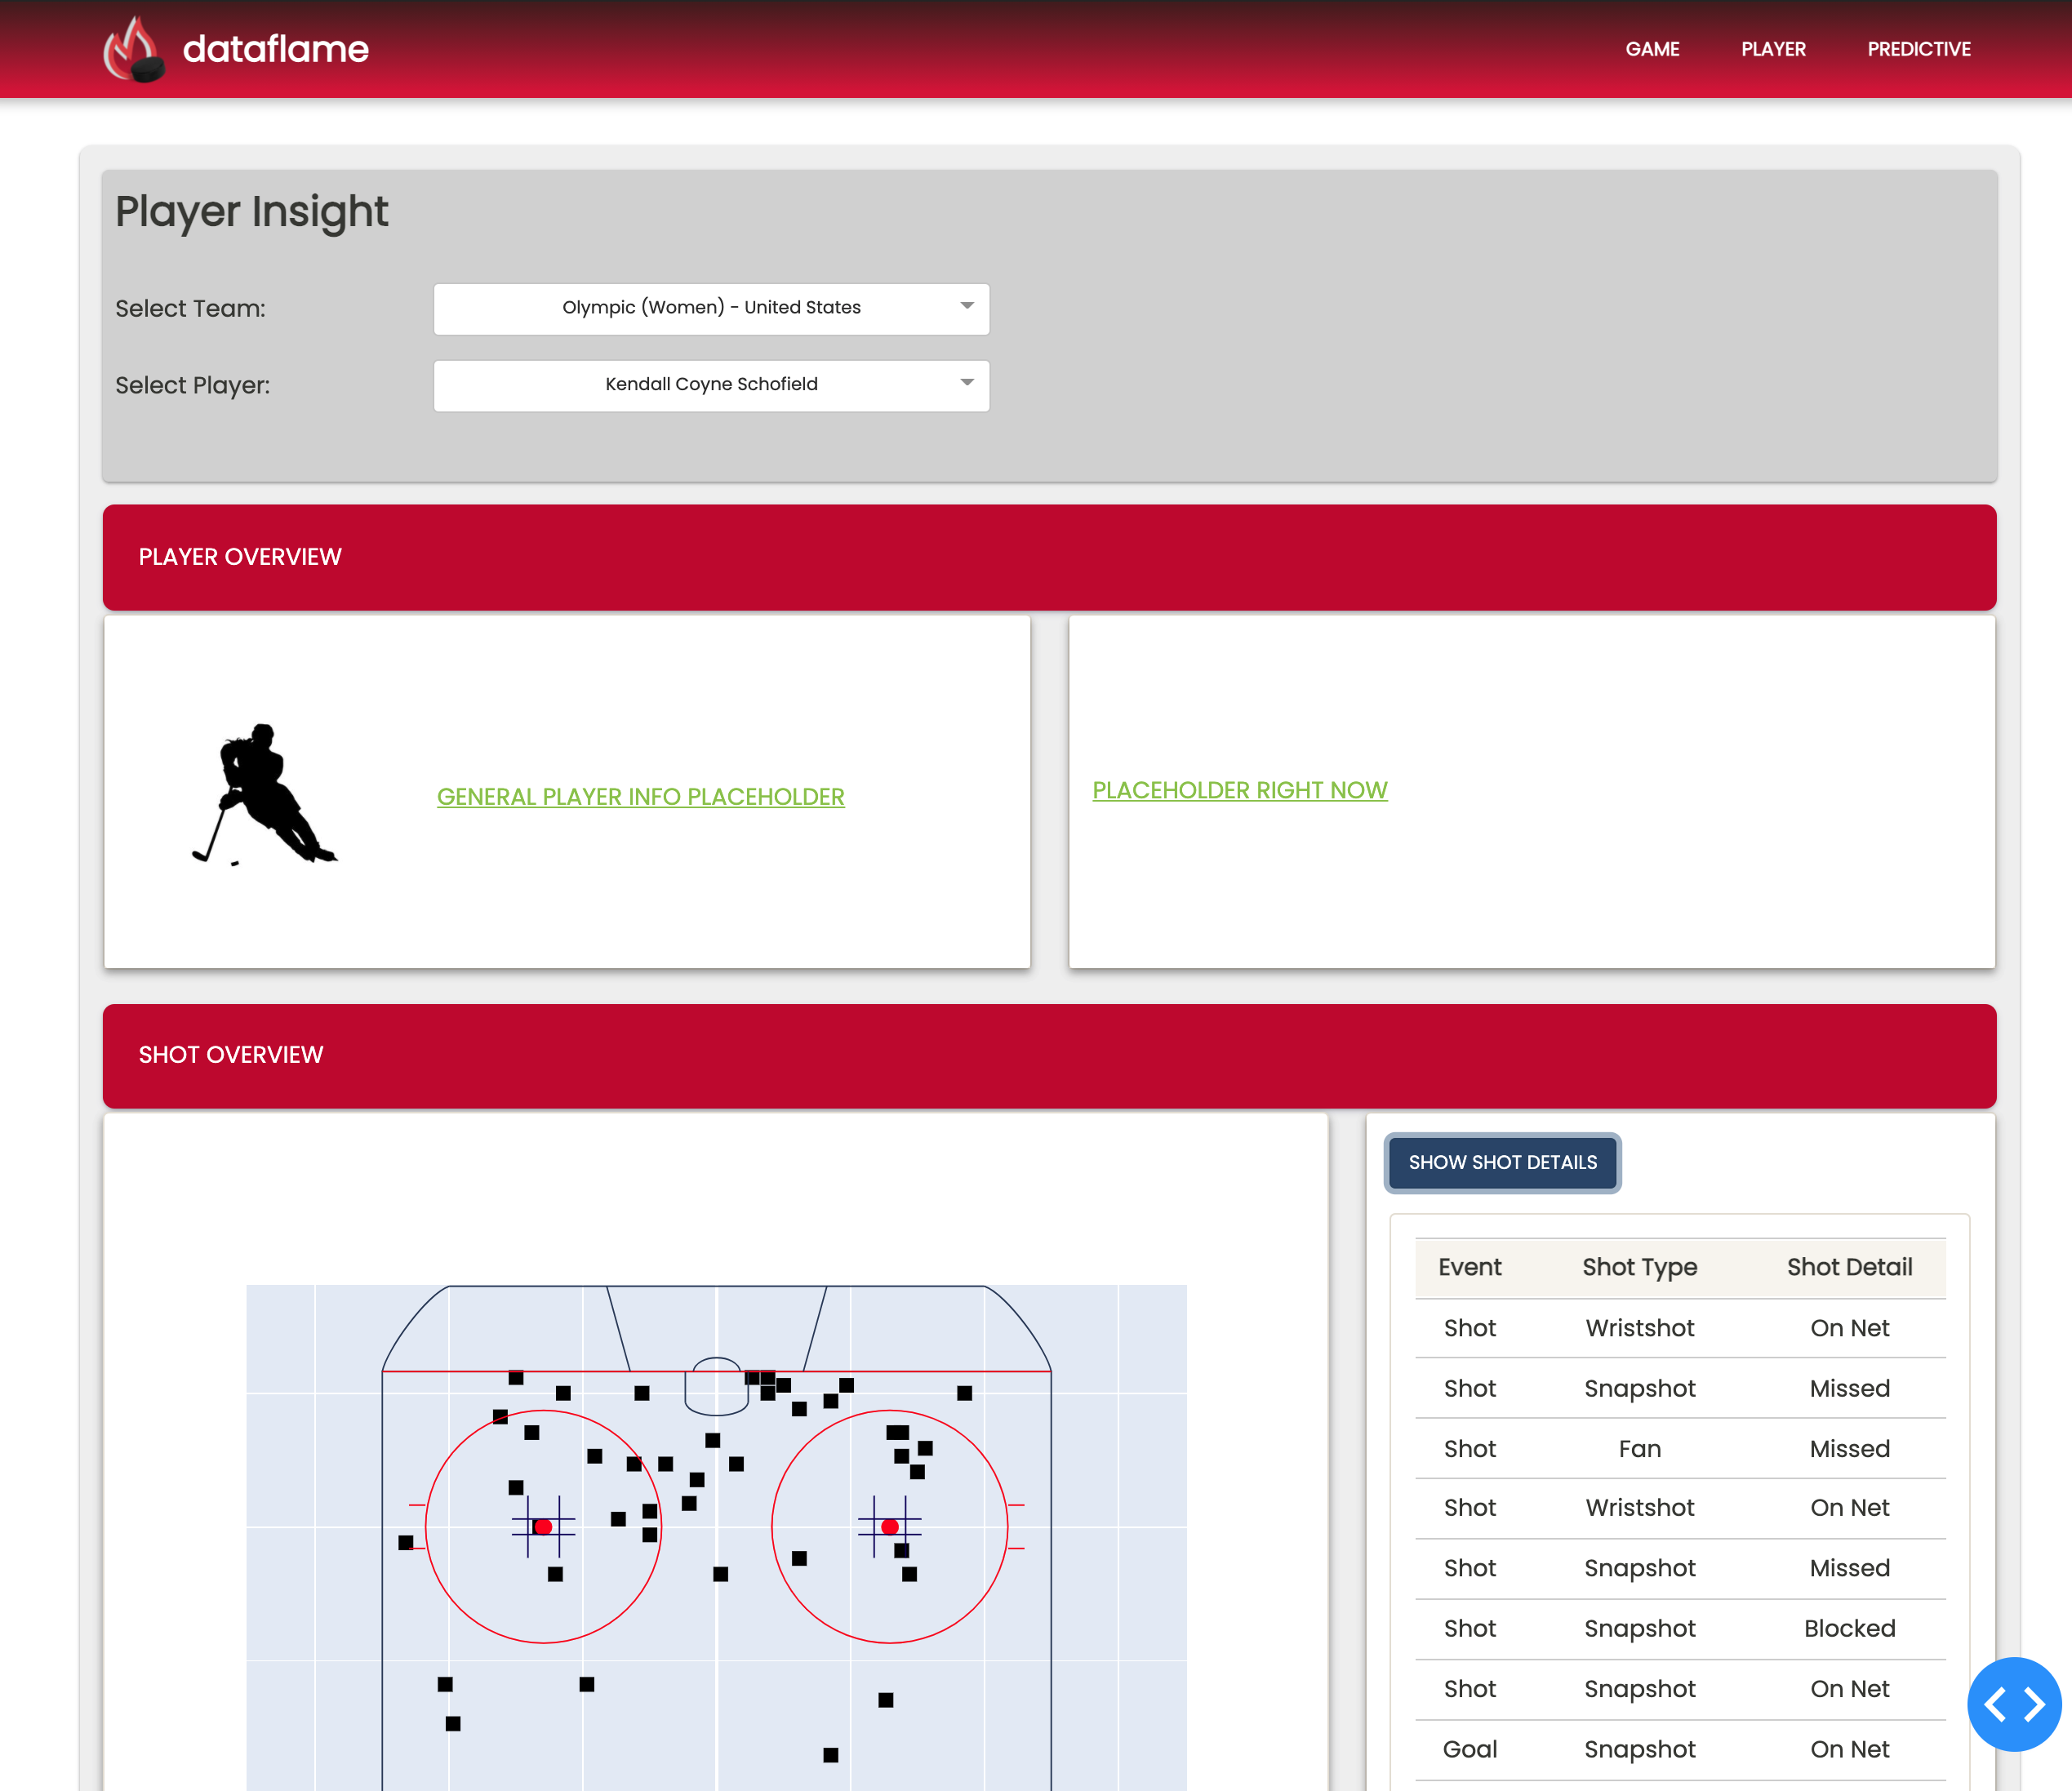 dataflame
GAME PLAYER PREDICTIVE
Player Insight
Select Team: Olympic (Women) - United States
Select Player: Kendall Coyne Schofield
PLAYER OVERVIEW
GENERAL PLAYER INFO PLACEHOLDER
PLACEHOLDER RIGHT NOW
SHOT OVERVIEW
SHOW SHOT DETAILS
Event Shot Type Shot Detail
Shot Wristshot On Net
Shot Snapshot Missed
Shot Fan Missed
Shot Wristshot On Net
Shot Snapshot Missed
Shot Snapshot Blocked
Shot Snapshot On Net
Goal Snapshot On Net